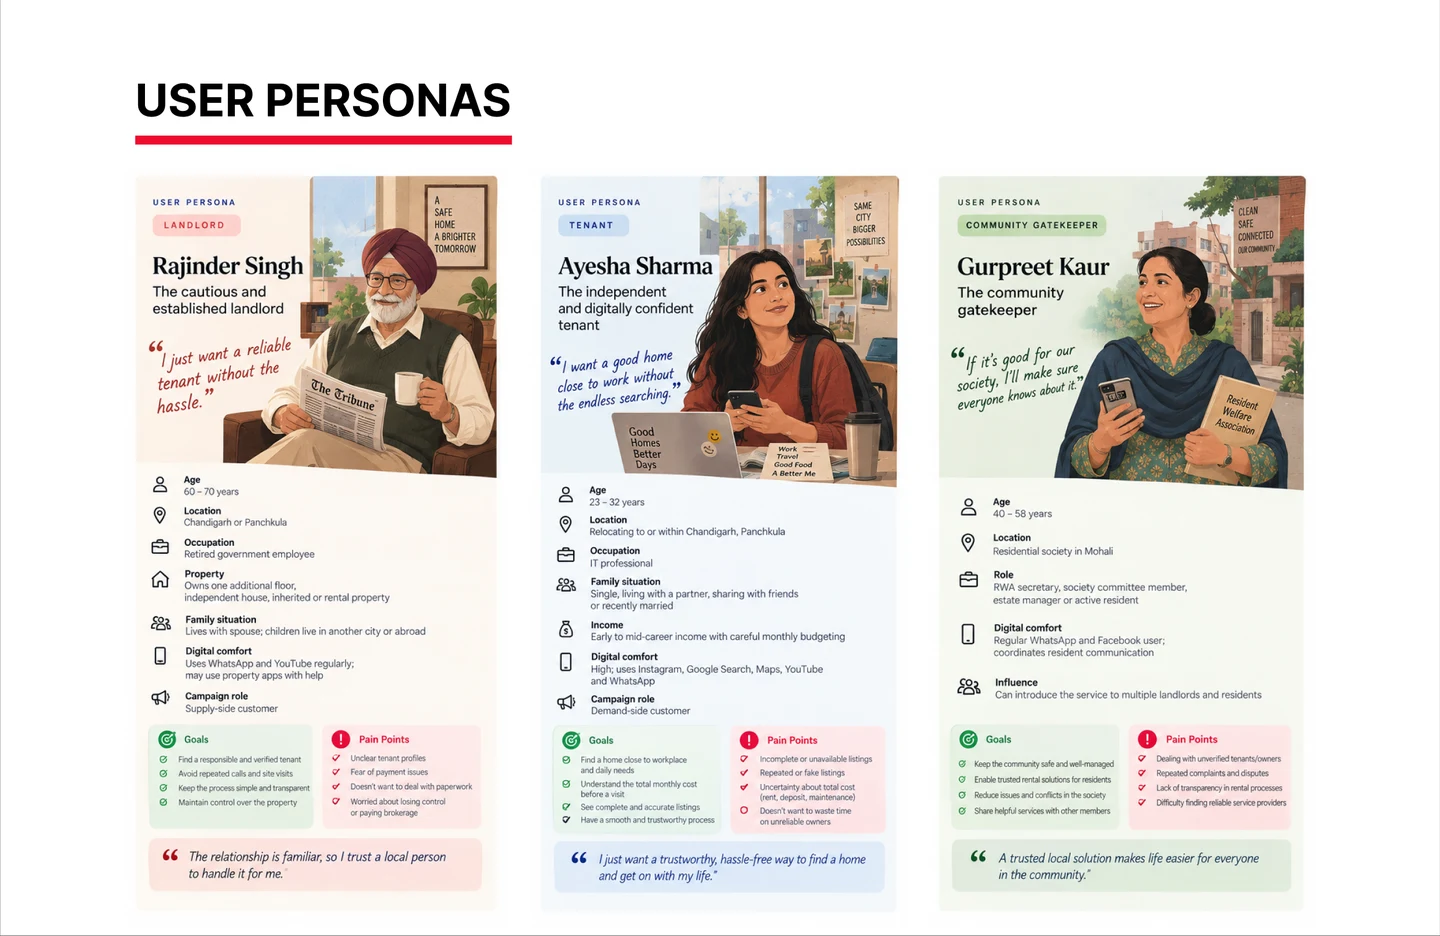 USER PERSONAS
USER PERSONA
LANDLORD
Rajinder Singh
The cautious and
established landlord
“I just want a reliable
tenant without the
hassle.”
A
SAFE
HOME
A BRIGHTER
TOMORROW
The Tribune
Age
60 – 70 years
Location
Chandigarh or Panchkula
Occupation
Retired government employee
Property
Owns one additional floor,
independent house, inherited or rental property
Family situation
Lives with spouse; children live in another city or abroad
Digital comfort
Uses WhatsApp and YouTube regularly;
may use property apps with help
Campaign role
Supply-side customer
Goals
Find a responsible and verified tenant
Avoid repeated calls and site visits
Keep the process simple and transparent
Maintain control over the property
Pain Points
Unclear tenant profiles
Fear of payment issues
Doesn't want to deal with paperwork
Worried about losing control
or paying brokerage
“ The relationship is familiar, so I trust a local person
to handle it for me.
USER PERSONA
TENANT
Ayesha Sharma
The independent
and digitally confident
tenant
“I want a good home
close to work without
the endless searching.”
SAME
CITY
BIGGER
POSSIBILITIES
Good
Homes
Better
Days
Work
Travel
Good Food
A Better Me
Age
23 – 32 years
Location
Relocating to or within Chandigarh, Panchkula
Occupation
IT professional
Family situation
Single, living with a partner, sharing with friends
or recently married
Income
Early to mid-career income with careful monthly budgeting
Digital comfort
High; uses Instagram, Google Search, Maps, YouTube
and WhatsApp
Campaign role
Demand-side customer
Goals
Find a home close to workplace
and daily needs
Understand the total monthly cost
before a visit
See complete and accurate listings
Have a smooth and trustworthy process
Pain Points
Incomplete or unavailable listings
Repeated or fake listings
Uncertainty about total cost
(rent, deposit, maintenance)
Doesn't want to waste time
on unreliable owners
“ I just want a trustworthy, hassle-free way to find a home
and get on with my life.”
USER PERSONA
COMMUNITY GATEKEEPER
Gurpreet Kaur
The community
gatekeeper
“If it's good for our
society, I'll make sure
everyone knows about it.”
CLEAN
SAFE
CONNECTED
OUR COMMUNITY
Resident
Welfare
Association
Age
40 – 58 years
Location
Residential society in Mohali
Role
RWA secretary, society committee member,
estate manager or active resident
Digital comfort
Regular WhatsApp and Facebook user;
coordinates resident communication
Influence
Can introduce the service to multiple landlords and residents
Goals
Keep the community safe and well-managed
Enable trusted rental solutions for residents
Reduce issues and conflicts in the society
Share helpful services with other members
Pain Points
Dealing with unverified tenants/owners
Repeated complaints and disputes
Lack of transparency in rental processes
Difficulty finding reliable service providers
“ A trusted local solution makes life easier for everyone
in the community.”